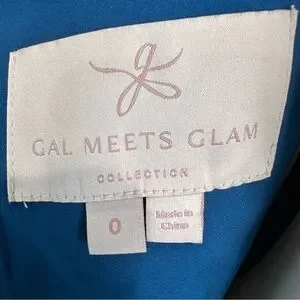 g
GAL MEETS GLAM
COLLECTION
0
Made in
China